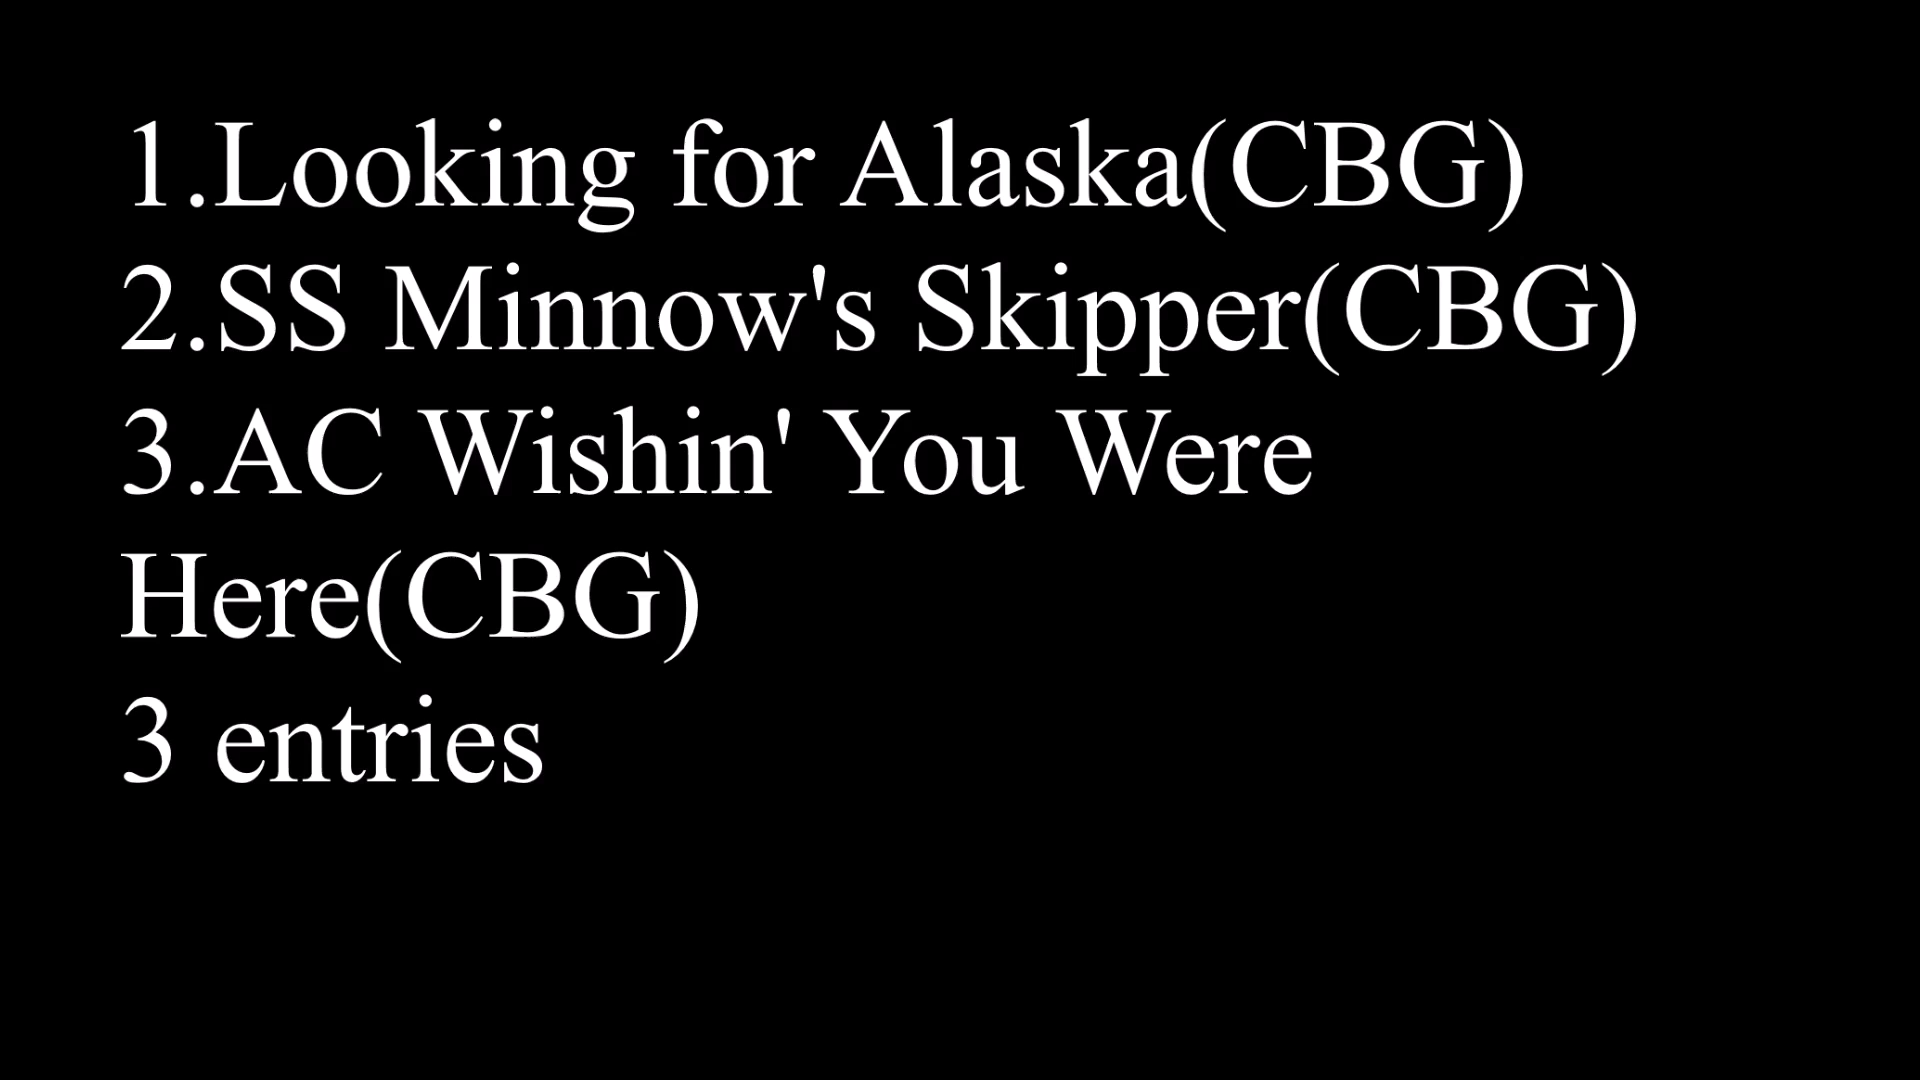 1.Looking for Alaska(CBG)
2.SS Minnow's Skipper(CBG)
3.AC Wishin' You Were
Here(CBG)
3 entries